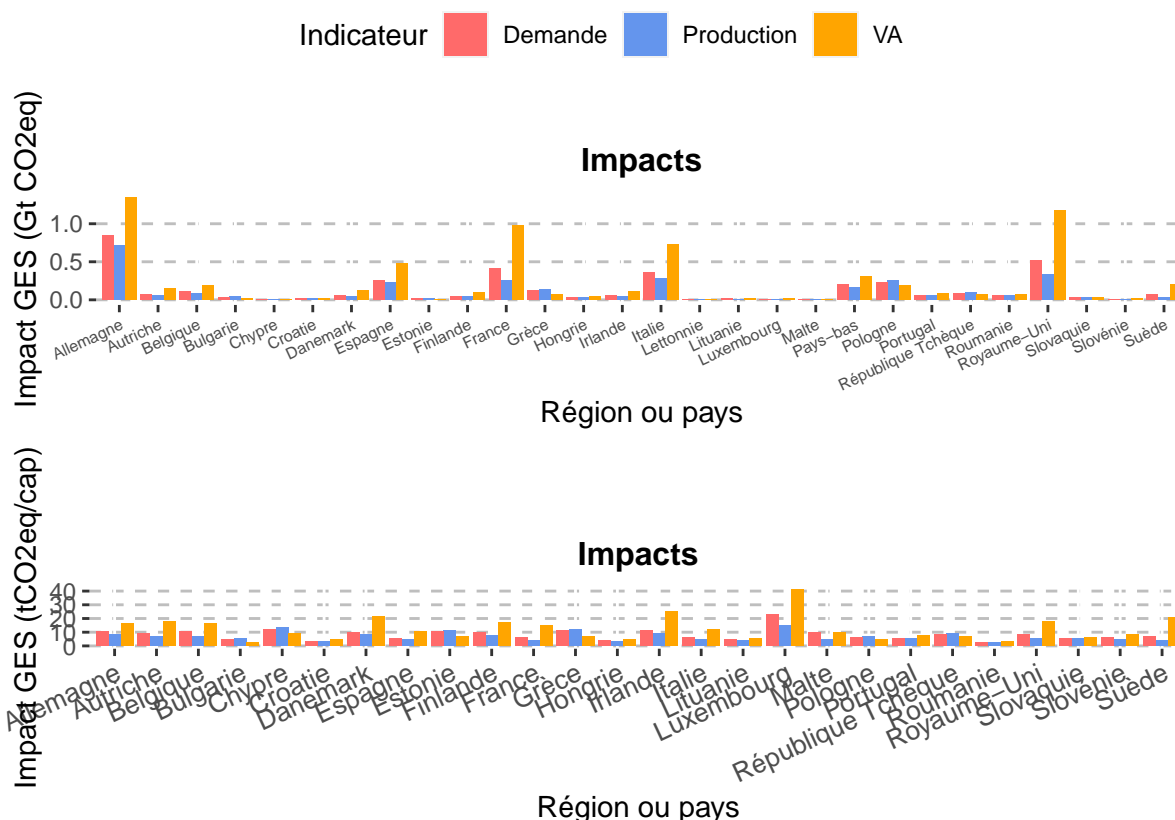 Indicateur Demande Production VA
Impacts
Impact GES (Gt CO2eq)
1.0
0.5
0.0
Allemagne
Autriche
Belgique
Bulgarie
Chypre
Croatie
Danemark
Espagne
Estonie
Finlande
France
Grèce
Hongrie
Irlande
Italie
Lettonnie
Lituanie
Luxembourg
Malte
Pays−bas
Pologne
Portugal
République Tchèque
Roumanie
Royaume−Uni
Slovaquie
Slovénie
Suède
Région ou pays
Impacts
Impact GES (tCO2eq/cap)
40
30
20
10
0
Allemagne
Autriche
Belgique
Bulgarie
Chypre
Croatie
Danemark
Espagne
Estonie
Finlande
France
Grèce
Hongrie
Irlande
Italie
Lituanie
Luxembourg
Malte
Pologne
Portugal
République Tchèque
Roumanie
Royaume−Uni
Slovaquie
Slovénie
Suède
Région ou pays